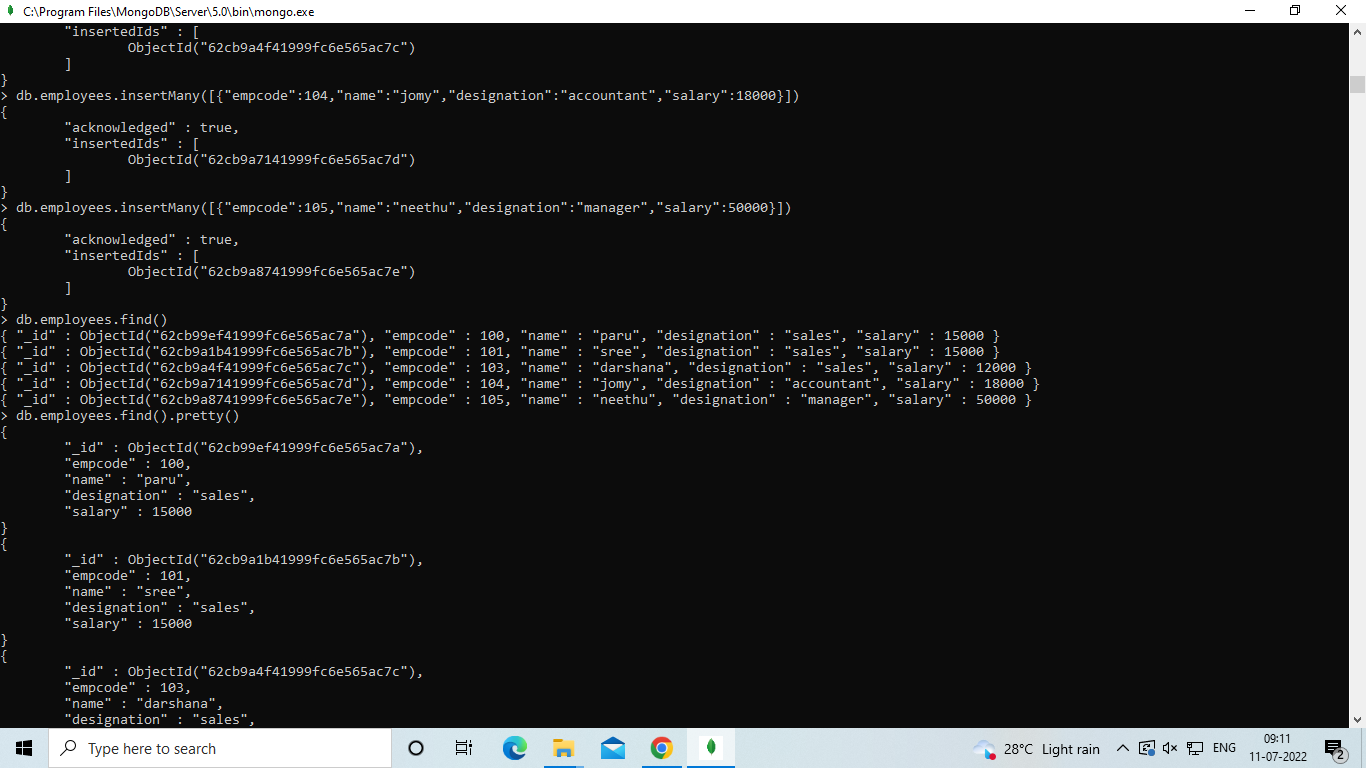 C:\Program Files\MongoDB\Server\5.0\bin\mongo.exe
        "insertedIds" : [
                ObjectId("62cb9a4f41999fc6e565ac7c")
        ]
}
> db.employees.insertMany([{"empcode":104,"name":"jomy","designation":"accountant","salary":18000}])
{
        "acknowledged" : true,
        "insertedIds" : [
                ObjectId("62cb9a7141999fc6e565ac7d")
        ]
}
> db.employees.insertMany([{"empcode":105,"name":"neethu","designation":"manager","salary":50000}])
{
        "acknowledged" : true,
        "insertedIds" : [
                ObjectId("62cb9a8741999fc6e565ac7e")
        ]
}
> db.employees.find()
{ "_id" : ObjectId("62cb99ef41999fc6e565ac7a"), "empcode" : 100, "name" : "paru", "designation" : "sales", "salary" : 15000 }
{ "_id" : ObjectId("62cb9a1b41999fc6e565ac7b"), "empcode" : 101, "name" : "sree", "designation" : "sales", "salary" : 15000 }
{ "_id" : ObjectId("62cb9a4f41999fc6e565ac7c"), "empcode" : 103, "name" : "darshana", "designation" : "sales", "salary" : 12000 }
{ "_id" : ObjectId("62cb9a7141999fc6e565ac7d"), "empcode" : 104, "name" : "jomy", "designation" : "accountant", "salary" : 18000 }
{ "_id" : ObjectId("62cb9a8741999fc6e565ac7e"), "empcode" : 105, "name" : "neethu", "designation" : "manager", "salary" : 50000 }
> db.employees.find().pretty()
{
        "_id" : ObjectId("62cb99ef41999fc6e565ac7a"),
        "empcode" : 100,
        "name" : "paru",
        "designation" : "sales",
        "salary" : 15000
}
{
        "_id" : ObjectId("62cb9a1b41999fc6e565ac7b"),
        "empcode" : 101,
        "name" : "sree",
        "designation" : "sales",
        "salary" : 15000
}
{
        "_id" : ObjectId("62cb9a4f41999fc6e565ac7c"),
        "empcode" : 103,
        "name" : "darshana",
        "designation" : "sales",
Type here to search
28°C Light rain
ENG
09:11
11-07-2022
2